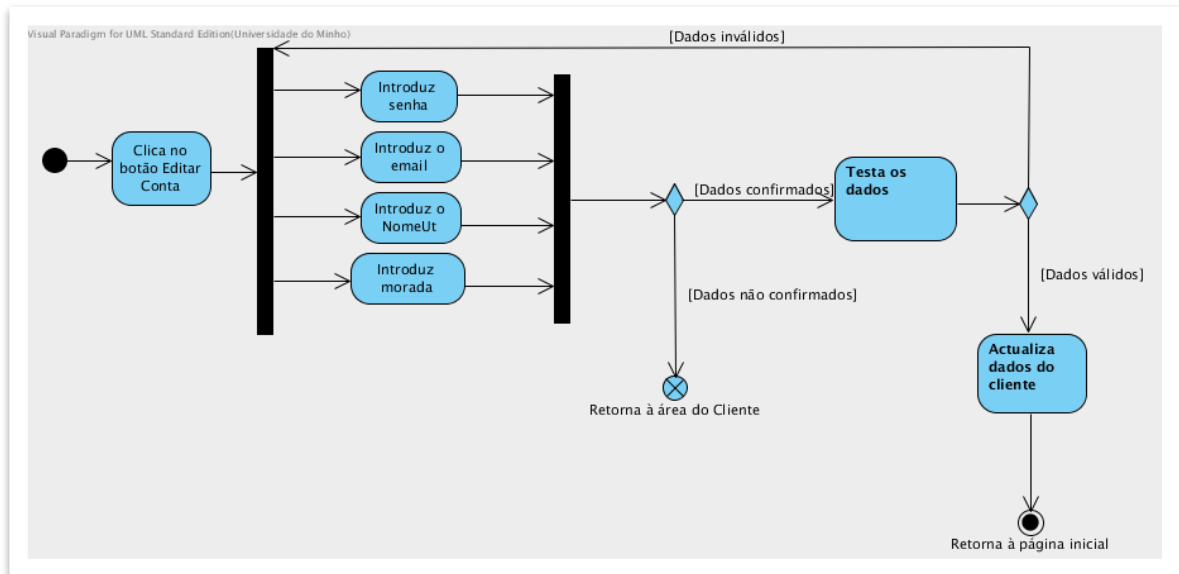 Visual Paradigm for UML Standard Edition(Universidade do Minho)
[Dados inválidos]
Introduz
senha
Clica no
botão Editar
Conta
Introduz o
email
Introduz o
NomeUt
Introduz
morada
[Dados confirmados]
Testa os
dados
[Dados não confirmados]
[Dados válidos]
Actualiza
dados do
cliente
Retorna à área do Cliente
Retorna à página inicial